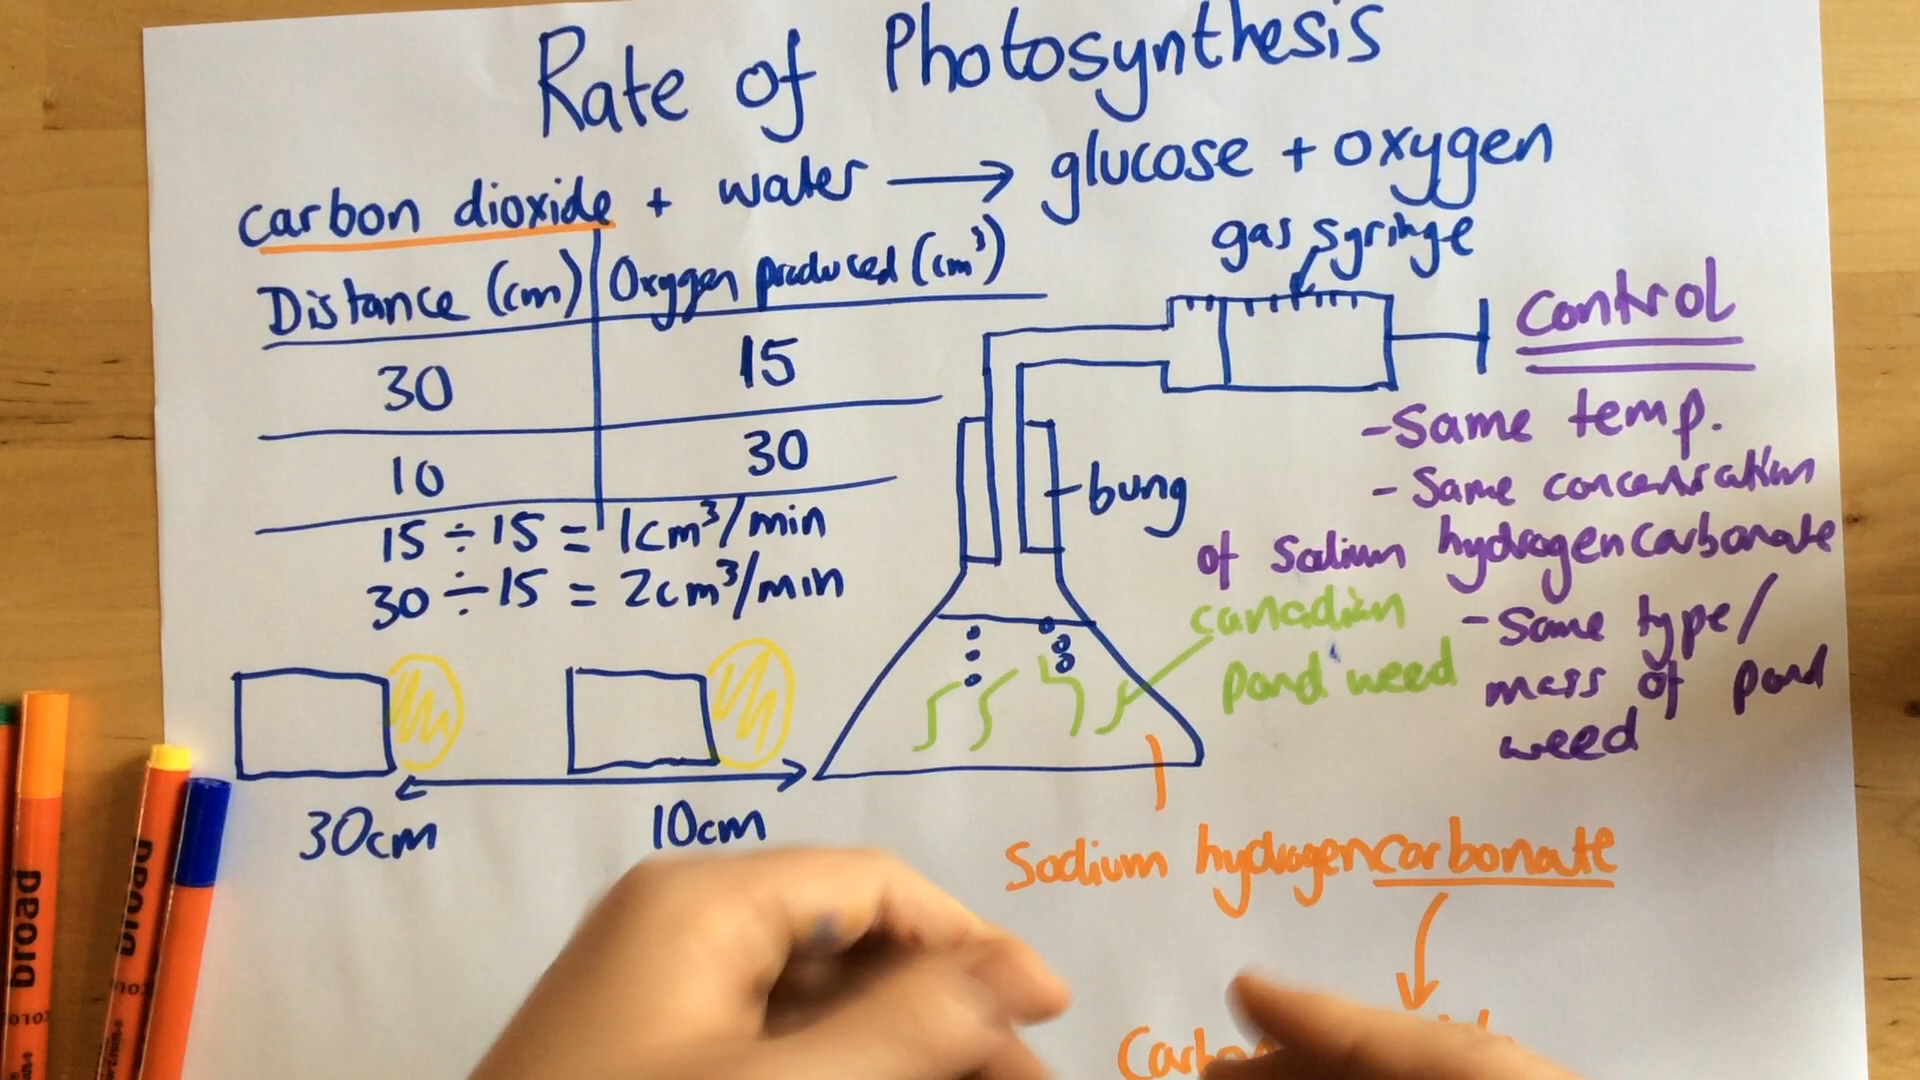 Rate of Photosynthesis
carbon dioxide + water → glucose + oxygen
gas syringe
Distance (cm) Oxygen produced (cm³)
30 15
10 30
15 ÷ 15 = 1cm³/min
30 ÷ 15 = 2cm³/min
bung
Control
-Same temp.
- Same concentration
of Sodium hydrogencarbonate
-Same type/
mass of pond
weed
canadian
pond weed
30cm
10cm
Sodium hydrogencarbonate
broad
broad